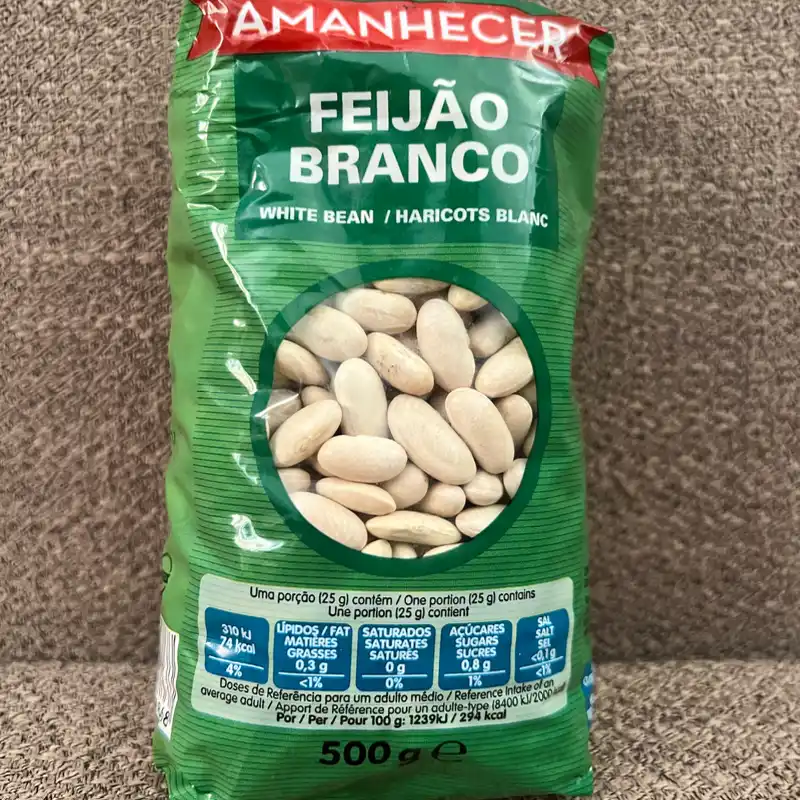 AMANHECER
FEIJÃO
BRANCO
WHITE BEAN / HARICOTS BLANC
Uma porção (25 g) contém / One portion (25 g) contains
Une portion (25 g) contient
310 kJ
74 kcal
4%
LÍPIDOS / FAT
MATIÈRES
GRASSES
0,3 g
<1%
SATURADOS
SATURATES
SATURÉS
0 g
0%
AÇÚCARES
SUGARS
SUCRES
0,8 g
1%
SAL
SALT
SEL
<0,1g
<1%
Doses de Referência para um adulto médio / Reference Intake of an
average adult / Apport de Référence pour un adulte-type (8400 kJ/2000
Por / Per / Pour 100 g: 1239kJ / 294 kcal
500 g ℮